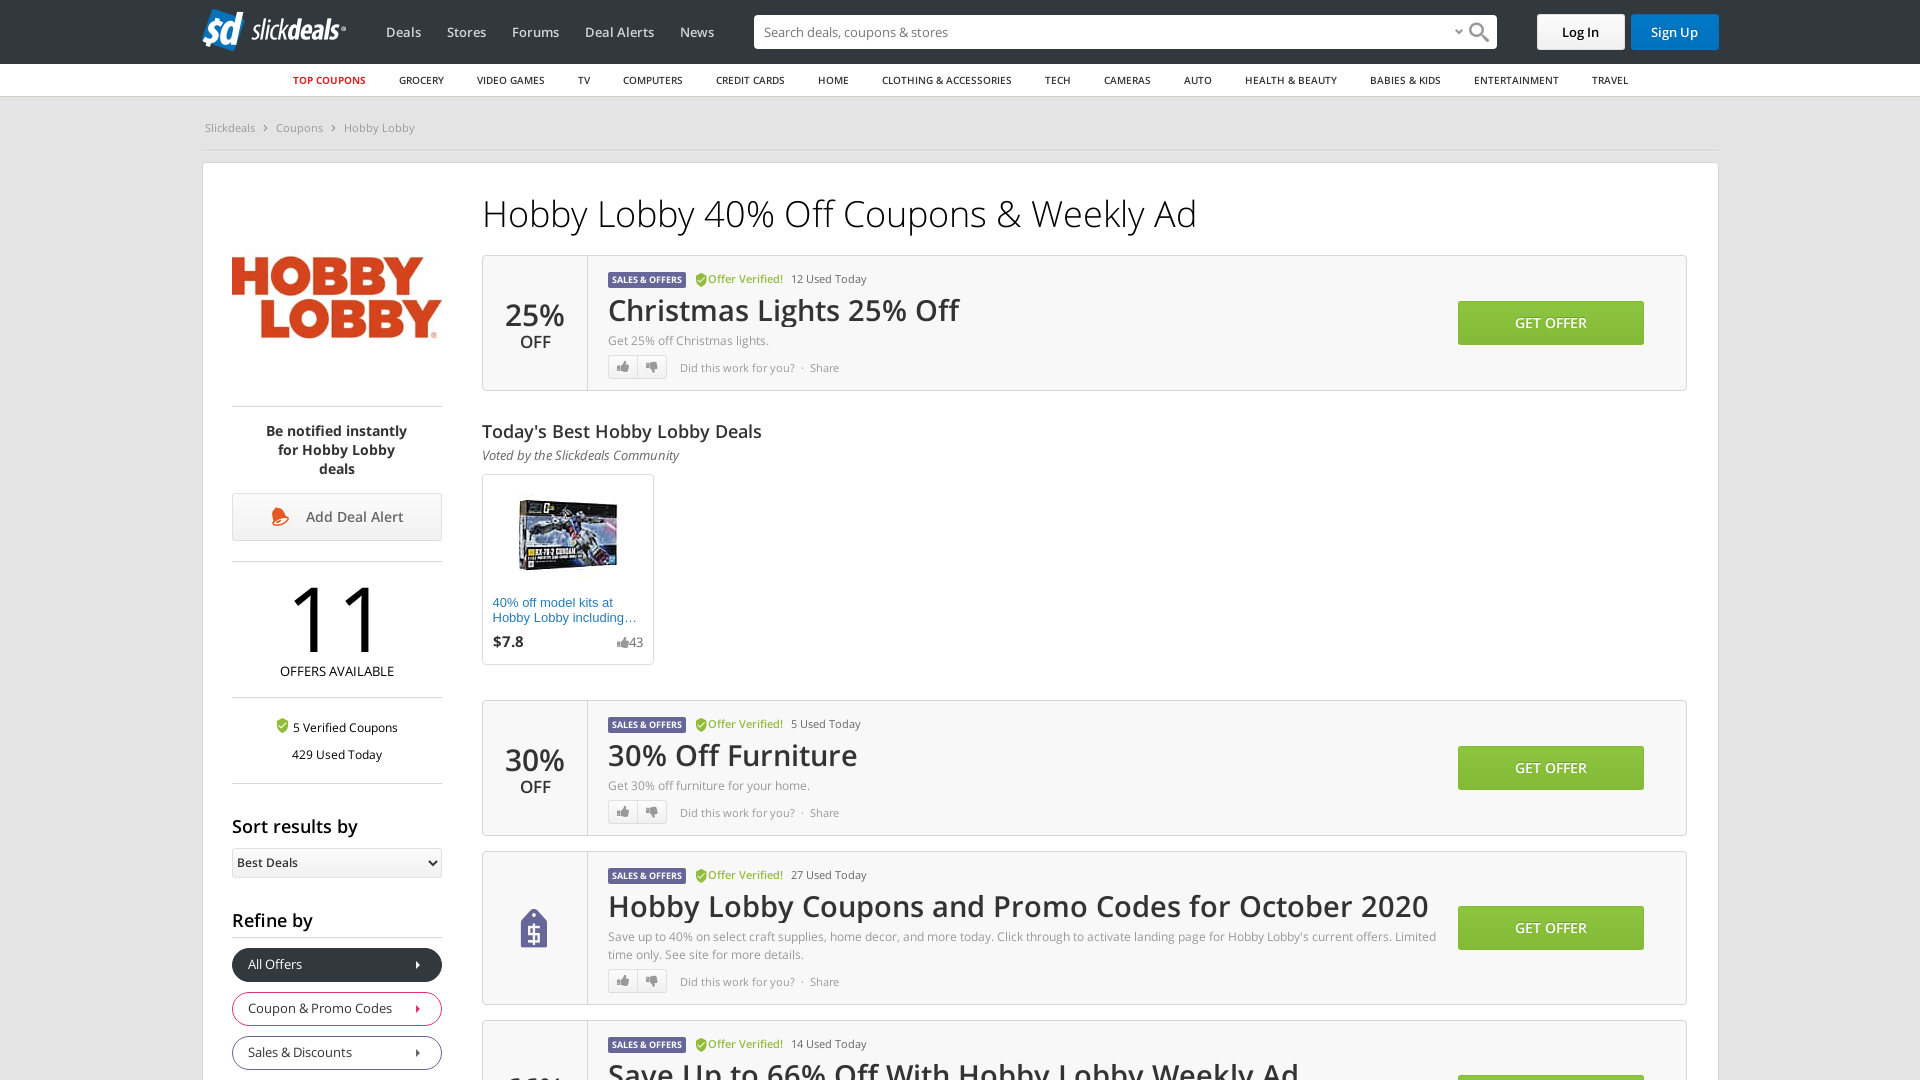 slickdeals
Deals
Stores
Forums
Deal Alerts
News
Search deals, coupons & stores
Log In
Sign Up
TOP COUPONS
GROCERY
VIDEO GAMES
TV
COMPUTERS
CREDIT CARDS
HOME
CLOTHING & ACCESSORIES
TECH
CAMERAS
AUTO
HEALTH & BEAUTY
BABIES & KIDS
ENTERTAINMENT
TRAVEL
Slickdeals > Coupons > Hobby Lobby
HOBBY
LOBBY
Be notified instantly
for Hobby Lobby
deals
Add Deal Alert
11
OFFERS AVAILABLE
5 Verified Coupons
429 Used Today
Sort results by
Best Deals
Refine by
All Offers
Coupon & Promo Codes
Sales & Discounts
Hobby Lobby 40% Off Coupons & Weekly Ad
25%
OFF
SALES & OFFERS Offer Verified! 12 Used Today
Christmas Lights 25% Off
Get 25% off Christmas lights.
Did this work for you? · Share
GET OFFER
Today's Best Hobby Lobby Deals
Voted by the Slickdeals Community
RX-78-2 GUNDAM
40% off model kits at
Hobby Lobby including…
$7.8
43
30%
OFF
SALES & OFFERS Offer Verified! 5 Used Today
30% Off Furniture
Get 30% off furniture for your home.
Did this work for you? · Share
GET OFFER
SALES & OFFERS Offer Verified! 27 Used Today
Hobby Lobby Coupons and Promo Codes for October 2020
Save up to 40% on select craft supplies, home decor, and more today. Click through to activate landing page for Hobby Lobby's current offers. Limited
time only. See site for more details.
Did this work for you? · Share
GET OFFER
SALES & OFFERS Offer Verified! 14 Used Today
Save Up to 66% Off With Hobby Lobby Weekly Ad